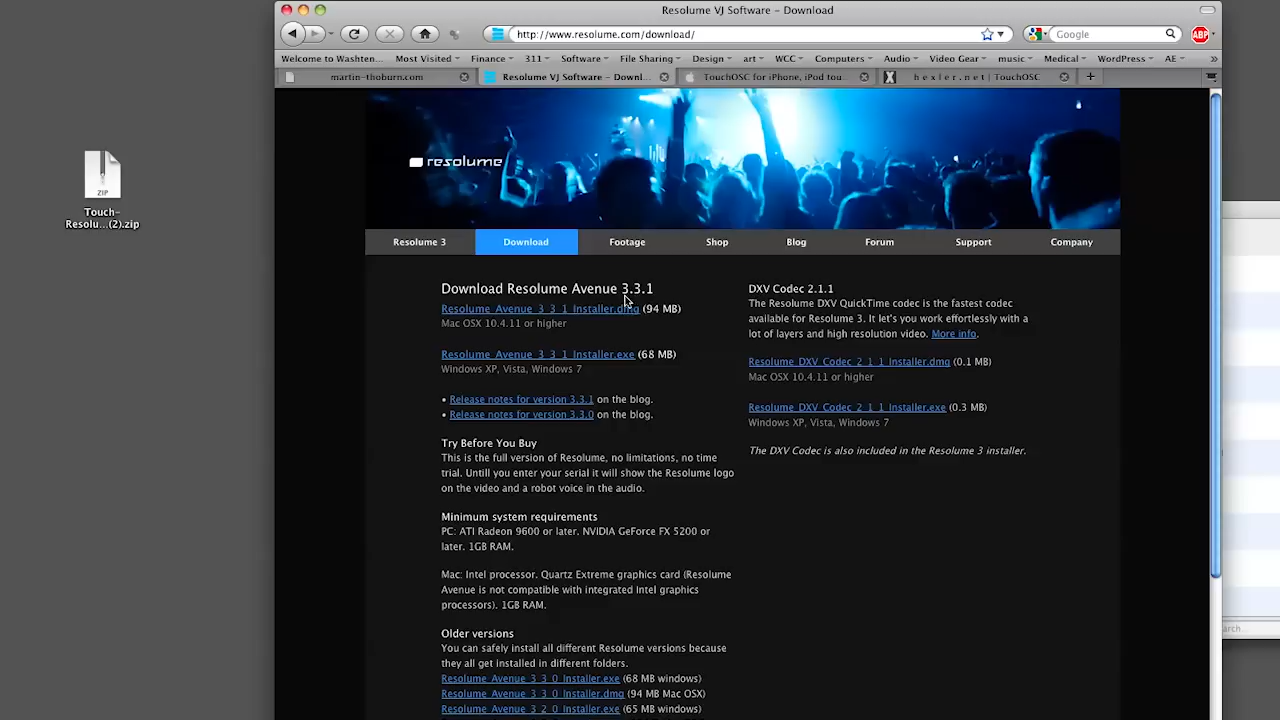 Resolume VJ Software – Download
http://www.resolume.com/download/
Google
ABP
Welcome to Washten... Most Visited Finance 311 Software File Sharing Design art WCC Computers Audio Video Gear music Medical WordPress AE »
martin-thoburn.com
Resolume VJ Software – Downl...
TouchOSC for iPhone, iPod tou...
h e x l e r . n e t | TouchOSC
resolume
Resolume 3 Download Footage Shop Blog Forum Support Company
ZIP
Touch-
Resolu...(2).zip
Download Resolume Avenue 3.3.1
Resolume_Avenue_3_3_1_Installer.dmg (94 MB)
Mac OSX 10.4.11 or higher
Resolume_Avenue_3_3_1_Installer.exe (68 MB)
Windows XP, Vista, Windows 7
• Release notes for version 3.3.1 on the blog.
• Release notes for version 3.3.0 on the blog.
Try Before You Buy
This is the full version of Resolume, no limitations, no time
trial. Untill you enter your serial it will show the Resolume logo
on the video and a robot voice in the audio.
Minimum system requirements
PC: ATI Radeon 9600 or later. NVIDIA GeForce FX 5200 or
later. 1GB RAM.
Mac: Intel processor. Quartz Extreme graphics card (Resolume
Avenue is not compatible with integrated Intel graphics
processors). 1GB RAM.
Older versions
You can safely install all different Resolume versions because
they all get installed in different folders.
Resolume_Avenue_3_3_0_Installer.exe (68 MB windows)
Resolume_Avenue_3_3_0_Installer.dmg (94 MB Mac OSX)
Resolume_Avenue_3_2_0_Installer.exe (65 MB windows)
DXV Codec 2.1.1
The Resolume DXV QuickTime codec is the fastest codec
available for Resolume 3. It let's you work effortlessly with a
lot of layers and high resolution video. More info.
Resolume_DXV_Codec_2_1_1_Installer.dmg (0.1 MB)
Mac OSX 10.4.11 or higher
Resolume_DXV_Codec_2_1_1_Installer.exe (0.3 MB)
Windows XP, Vista, Windows 7
The DXV Codec is also included in the Resolume 3 installer.